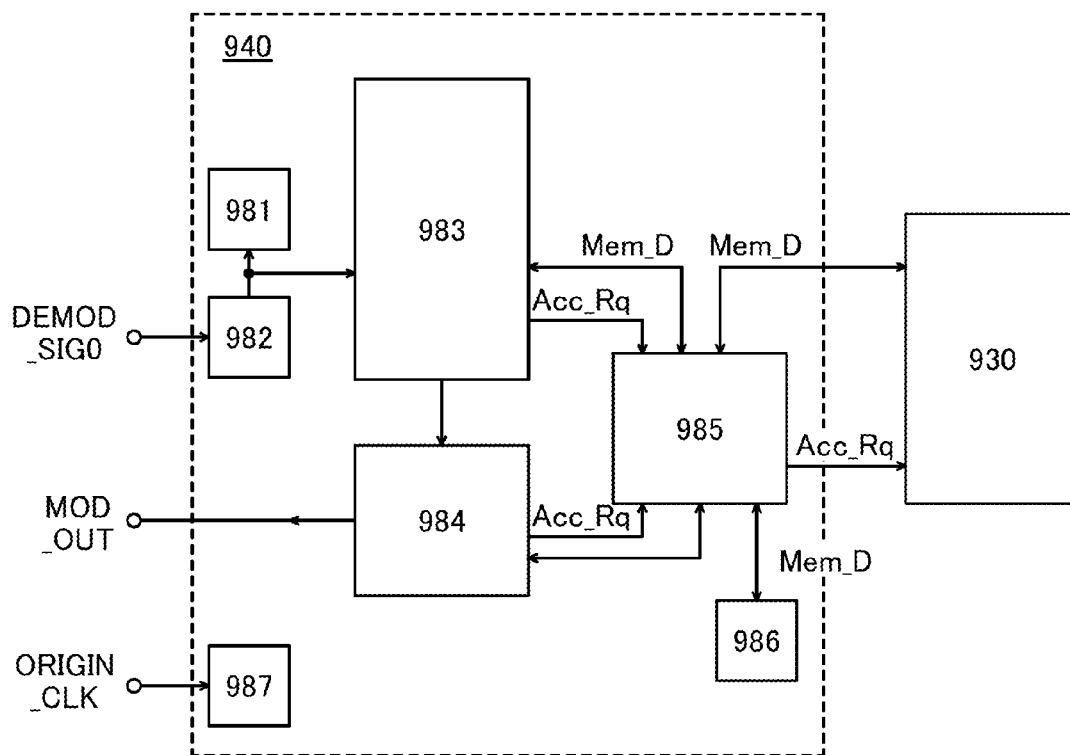 940
981
983
Mem_D
Mem_D
Acc_Rq
DEMOD
_SIG0
982
930
985
Acc_Rq
MOD
_OUT
984
Acc_Rq
Mem_D
986
ORIGIN
_CLK
987